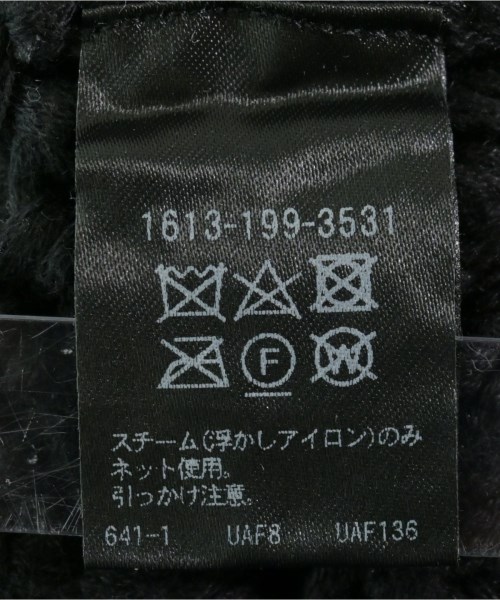 1613-199-3531
F W
スチーム(浮かしアイロン)のみ
ネット使用。
引っかけ注意。
641-1 UAF8 UAF136